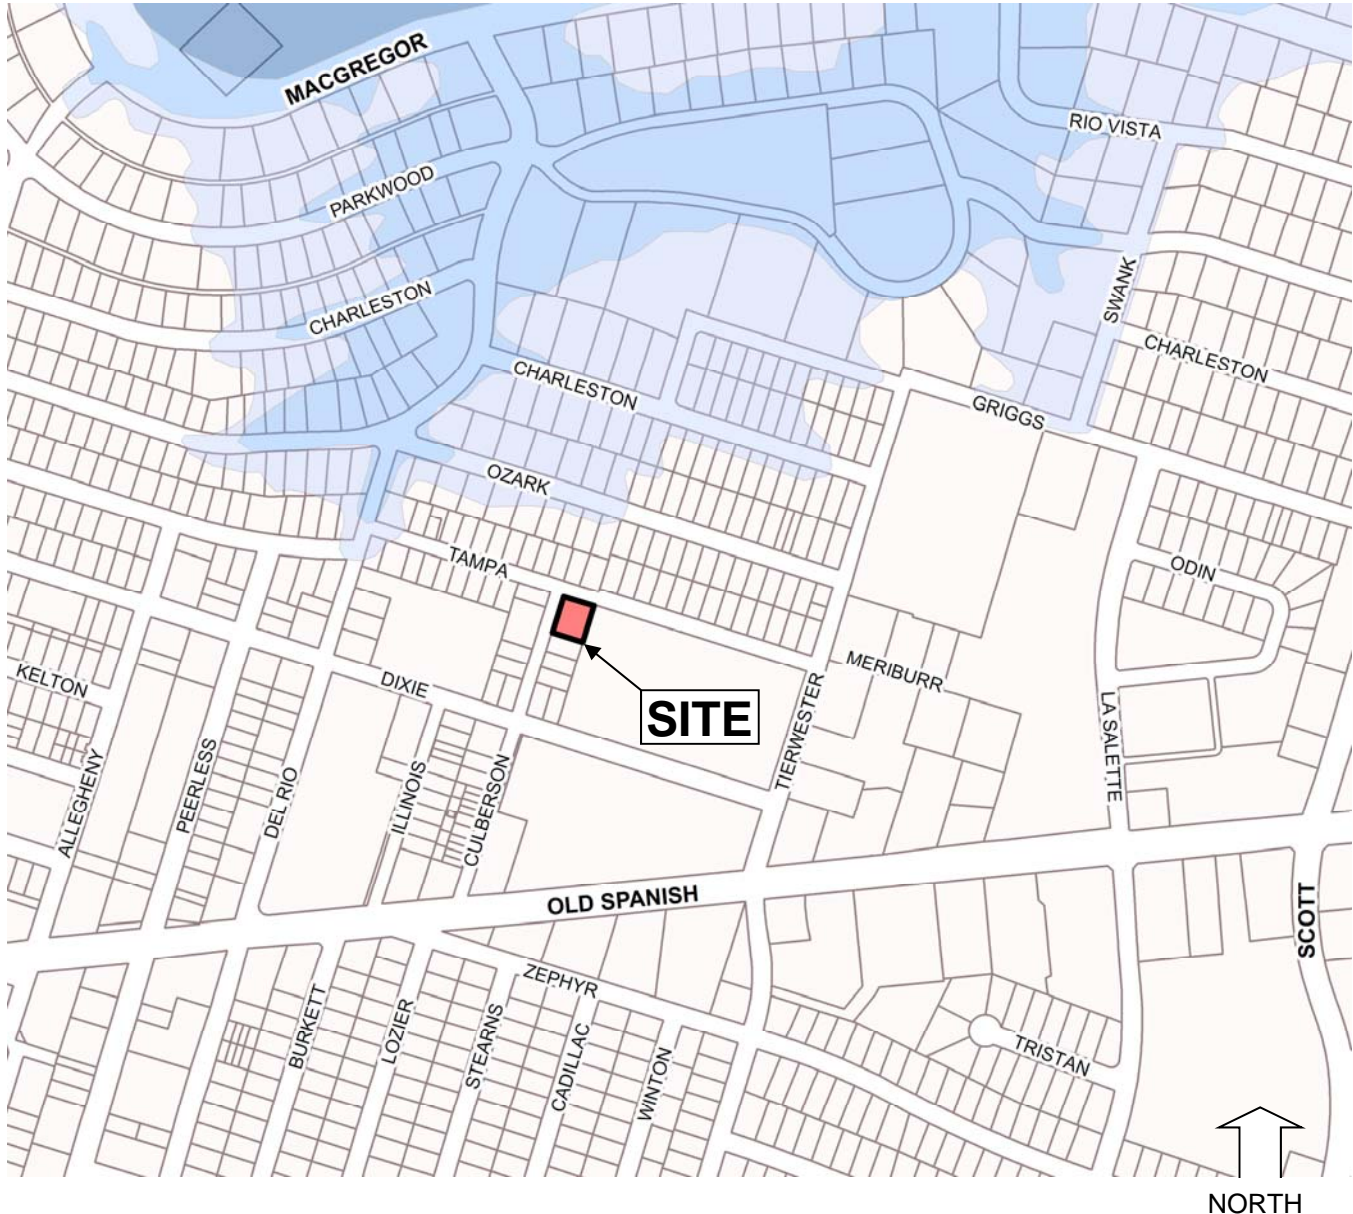 MACGREGOR
RIO VISTA
PARKWOOD
SWANK
CHARLESTON
CHARLESTON
CHARLESTON
GRIGGS
OZARK
TAMPA
ODIN
MERIBURR
KELTON
DIXIE
SITE
TIERWESTER
LA SALETTE
ALLEGHENY
PEERLESS
DEL RIO
ILLINOIS
CULBERSON
OLD SPANISH
SCOTT
ZEPHYR
BURKETT
LOZIER
STEARNS
CADILLAC
WINTON
TRISTAN
NORTH